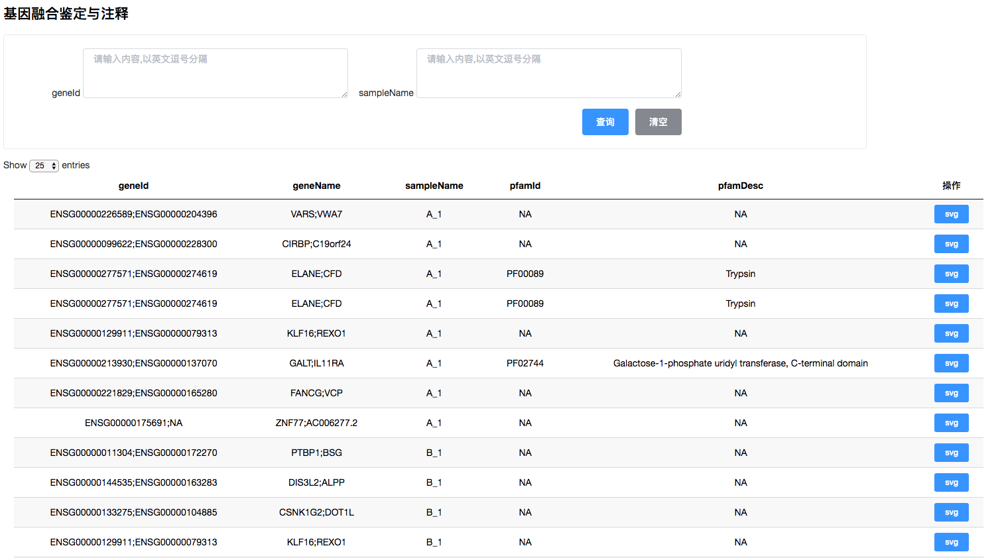 基因融合鉴定与注释
请输入内容,以英文逗号分隔 请输入内容,以英文逗号分隔
geneId sampleName
查询 清空
Show 25 entries
geneId geneName sampleName pfamId pfamDesc 操作
ENSG00000226589;ENSG00000204396 VARS;VWA7 A_1 NA NA svg
ENSG00000099622;ENSG00000228300 CIRBP;C19orf24 A_1 NA NA svg
ENSG00000277571;ENSG00000274619 ELANE;CFD A_1 PF00089 Trypsin svg
ENSG00000277571;ENSG00000274619 ELANE;CFD A_1 PF00089 Trypsin svg
ENSG00000129911;ENSG00000079313 KLF16;REXO1 A_1 NA NA svg
ENSG00000213930;ENSG00000137070 GALT;IL11RA A_1 PF02744 Galactose-1-phosphate uridyl transferase, C-terminal domain svg
ENSG00000221829;ENSG00000165280 FANCG;VCP A_1 NA NA svg
ENSG00000175691;NA ZNF77;AC006277.2 A_1 NA NA svg
ENSG00000011304;ENSG00000172270 PTBP1;BSG B_1 NA NA svg
ENSG00000144535;ENSG00000163283 DIS3L2;ALPP B_1 NA NA svg
ENSG00000133275;ENSG00000104885 CSNK1G2;DOT1L B_1 NA NA svg
ENSG00000129911;ENSG00000079313 KLF16;REXO1 B_1 NA NA svg